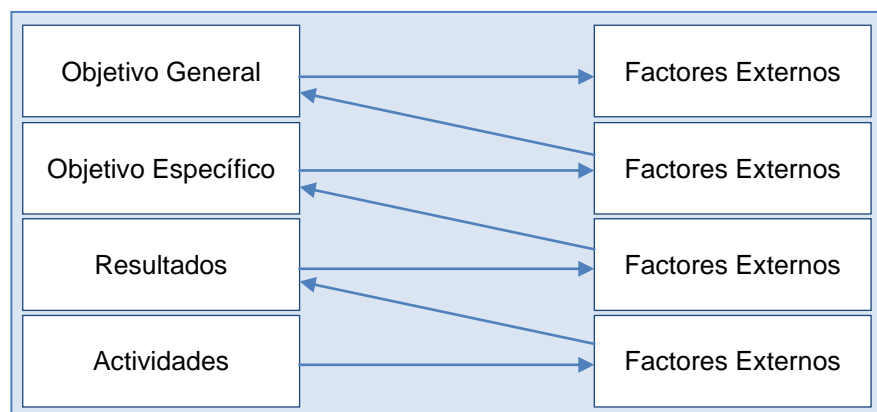 Objetivo General
Factores Externos
Objetivo Específico
Factores Externos
Resultados
Factores Externos
Actividades
Factores Externos